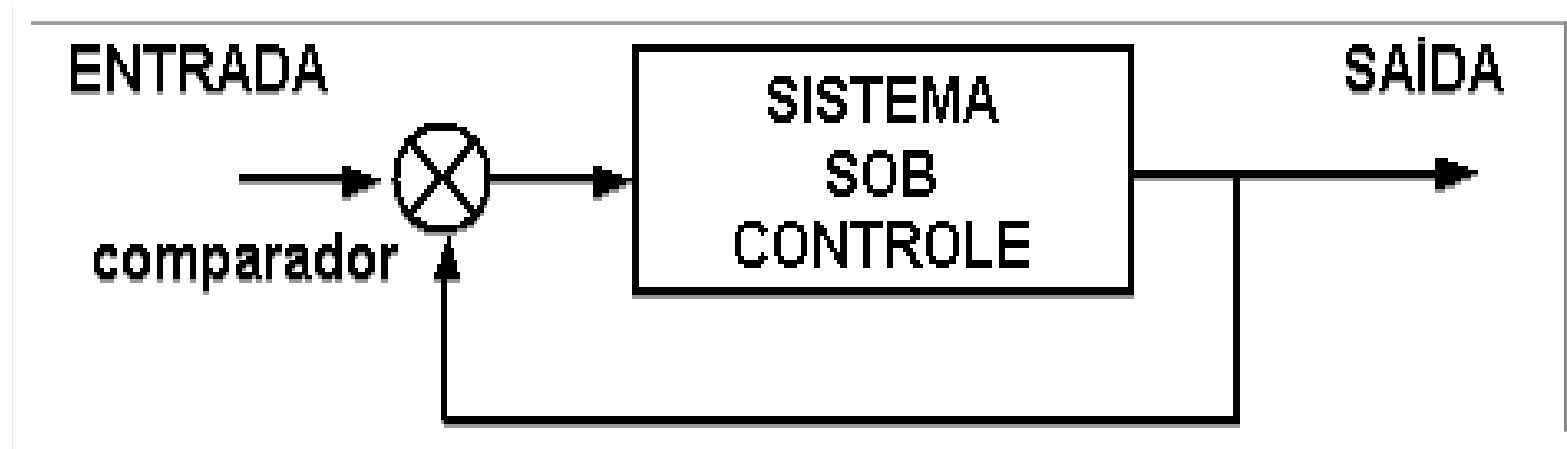 ENTRADA
SISTEMA
SOB
CONTROLE
SAÍDA
comparador